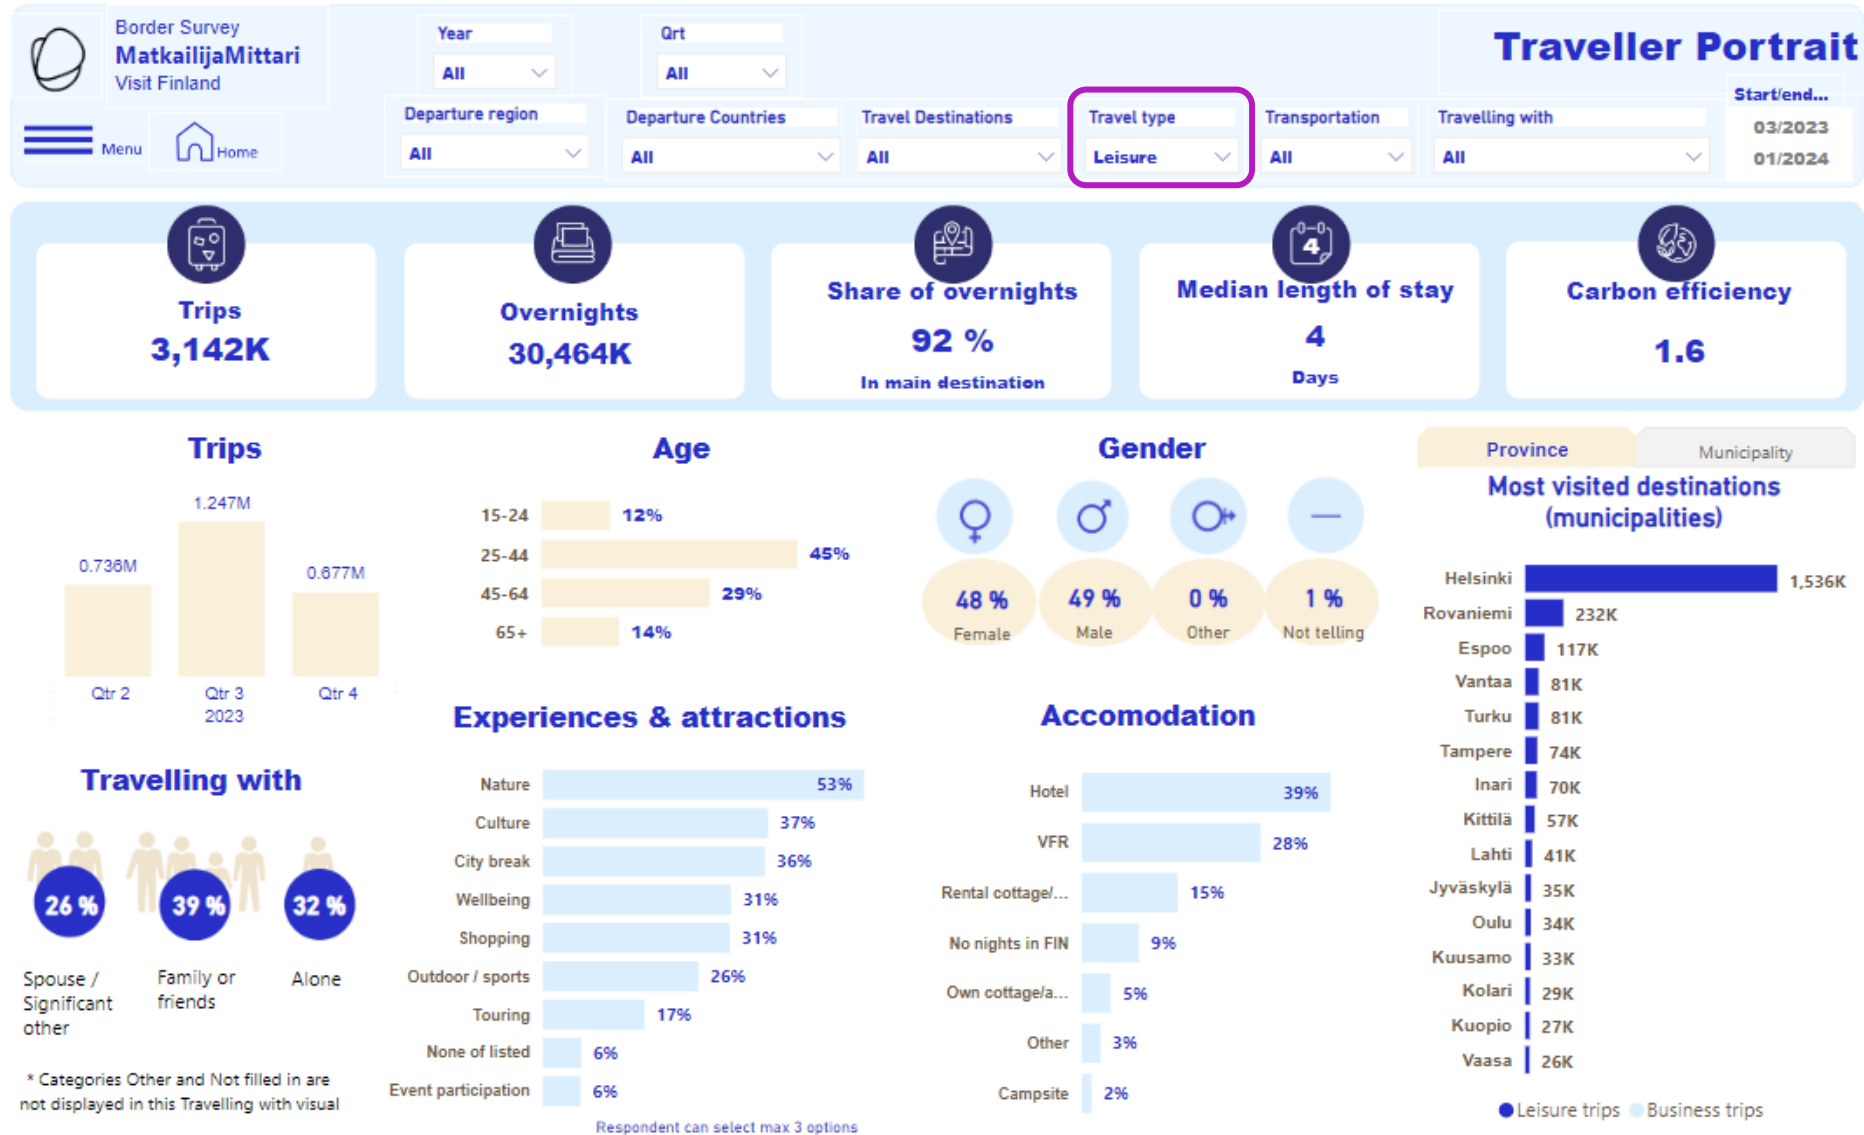 Border Survey
MatkailijaMittari
Visit Finland
Menu
Home
Year
All
Qrt
All
Traveller Portrait
Departure region
All
Departure Countries
All
Travel Destinations
All
Travel type
Leisure
Transportation
All
Travelling with
All
Start/end...
03/2023
01/2024
Trips
3,142K
Overnights
30,464K
Share of overnights
92 %
In main destination
4
Median length of stay
4
Days
Carbon efficiency
1.6
Trips
1.247M
0.736M
0.677M
Qtr 2
Qtr 3
Qtr 4
2023
Age
15-24
12%
25-44
45%
45-64
29%
65+
14%
Gender
48 %
Female
49 %
Male
0 %
Other
1 %
Not telling
Province
Municipality
Most visited destinations
(municipalities)
Helsinki
1,536K
Rovaniemi
232K
Espoo
117K
Vantaa
81K
Turku
81K
Tampere
74K
Inari
70K
Kittilä
57K
Lahti
41K
Jyväskylä
35K
Oulu
34K
Kuusamo
33K
Kolari
29K
Kuopio
27K
Vaasa
26K
Leisure trips
Business trips
Travelling with
26 %
39 %
32 %
Spouse /
Significant
other
Family or
friends
Alone
* Categories Other and Not filled in are
not displayed in this Travelling with visual
Experiences & attractions
Nature
53%
Culture
37%
City break
36%
Wellbeing
31%
Shopping
31%
Outdoor / sports
26%
Touring
17%
None of listed
6%
Event participation
6%
Respondent can select max 3 options
Accomodation
Hotel
39%
VFR
28%
Rental cottage/...
15%
No nights in FIN
9%
Own cottage/a...
5%
Other
3%
Campsite
2%